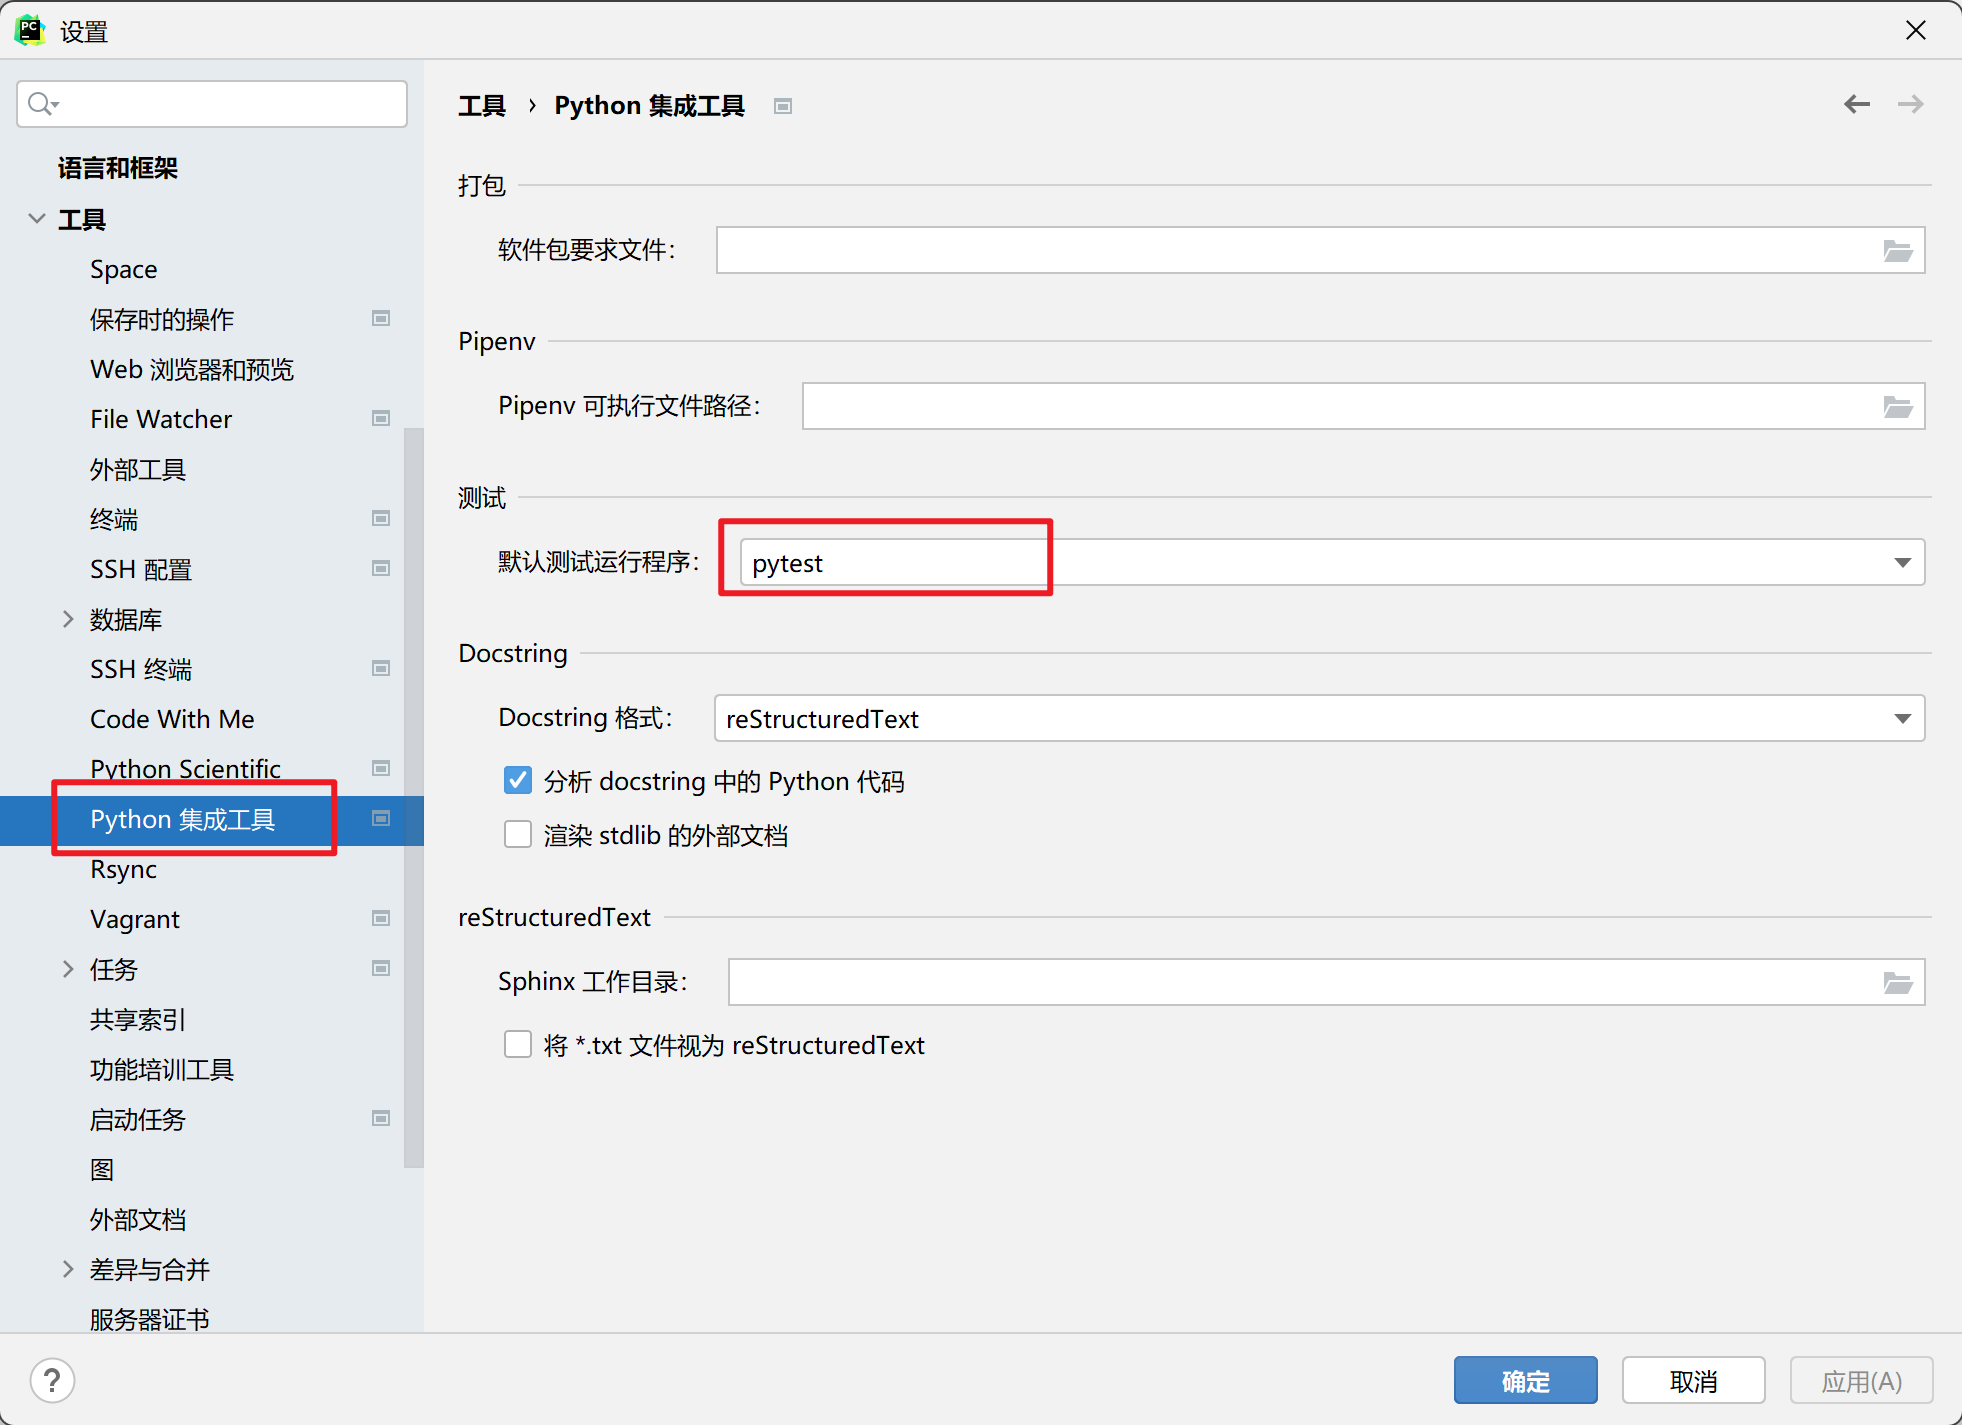 PC 设置
语言和框架
工具
Space
保存时的操作
Web 浏览器和预览
File Watcher
外部工具
终端
SSH 配置
数据库
SSH 终端
Code With Me
Python Scientific
Python 集成工具
Rsync
Vagrant
任务
共享索引
功能培训工具
启动任务
图
外部文档
差异与合并
服务器证书
工具 › Python 集成工具
打包
软件包要求文件:
Pipenv
Pipenv 可执行文件路径:
测试
默认测试运行程序: pytest
Docstring
Docstring 格式: reStructuredText
分析 docstring 中的 Python 代码
渲染 stdlib 的外部文档
reStructuredText
Sphinx 工作目录:
将 *.txt 文件视为 reStructuredText
? 确定 取消 应用(A)